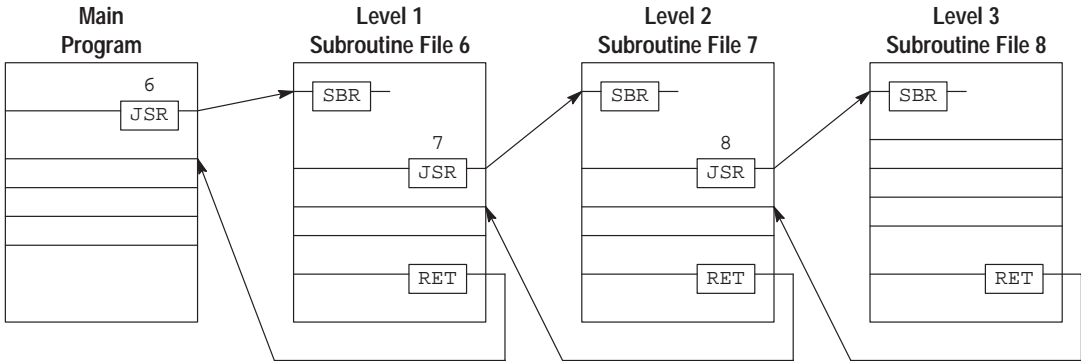 Main
Program
Level 1
Subroutine File 6
Level 2
Subroutine File 7
Level 3
Subroutine File 8
6
JSR
SBR
7
JSR
RET
SBR
8
JSR
RET
SBR
RET